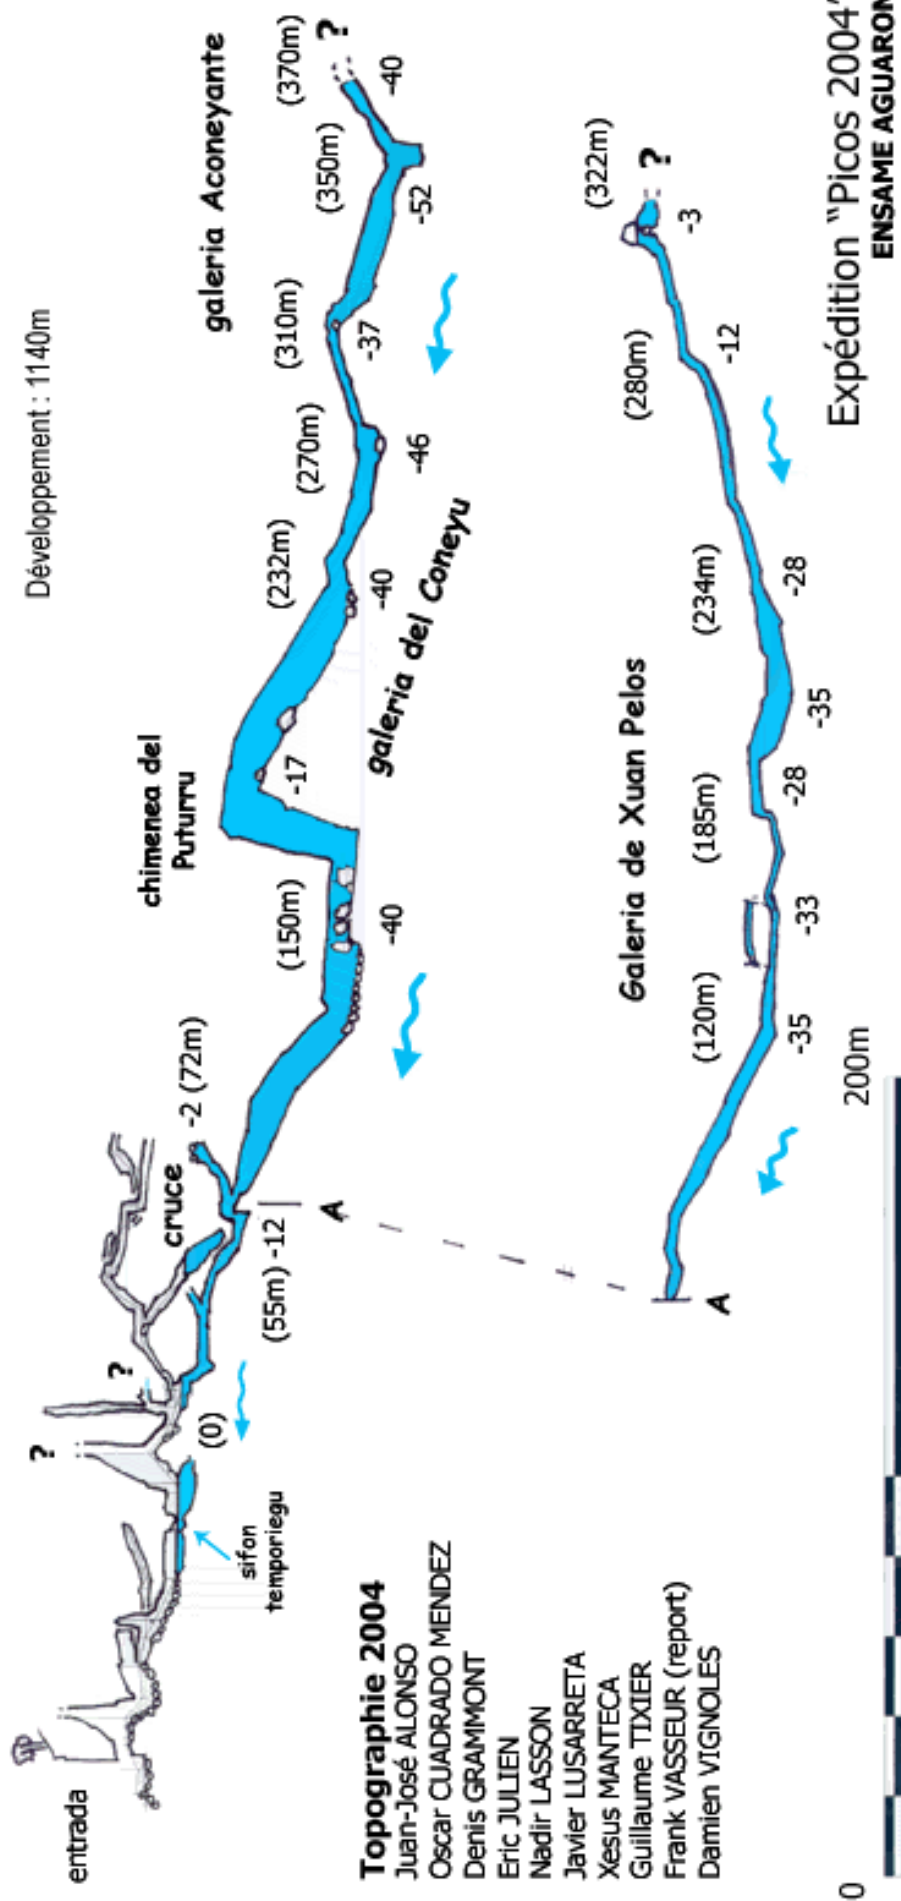 Développement : 1140m
galeria Aconeyante
(370m)
?
-40
(350m)
-52
(310m)
-37
(270m)
-46
(232m)
-40
galeria del Coneyu
chimenea del
Puturru
-17
(150m)
-40
-2 (72m)
cruce
(55m) -12
A
?
?
(0)
sifon
temporiegu
entrada
Galeria de Xuan Pelos
(322m)
?
-3
(280m)
-12
(234m)
-28
-35
(185m)
-28
-33
(120m)
-35
A
Topographie 2004
Juan-José ALONSO
Oscar CUADRADO MENDEZ
Denis GRAMMONT
Eric JULIEN
Nadir LASSON
Javier LUSARRETA
Xesus MANTECA
Guillaume TIXIER
Frank VASSEUR (report)
Damien VIGNOLES
Expédition "Picos 2004"
ENSAME AGUARON
0
200m